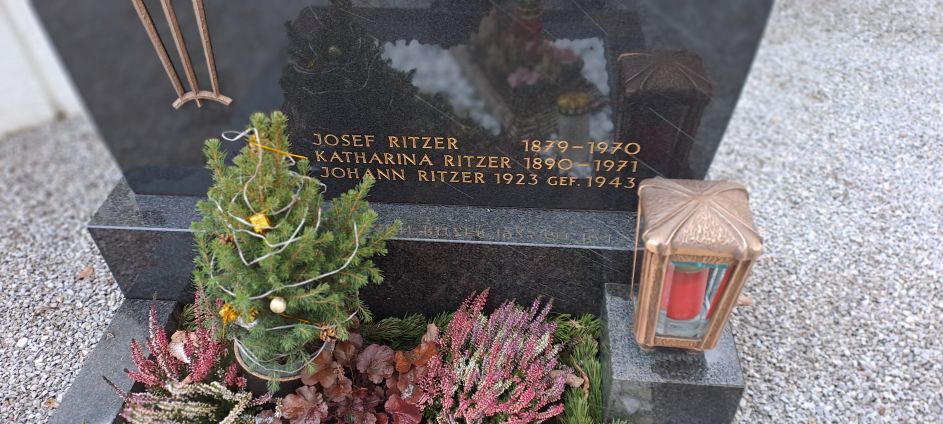 JOSEF RITZER 1879-1970
KATHARINA RITZER 1890-1971
JOHANN RITZER 1923 GEF. 1943